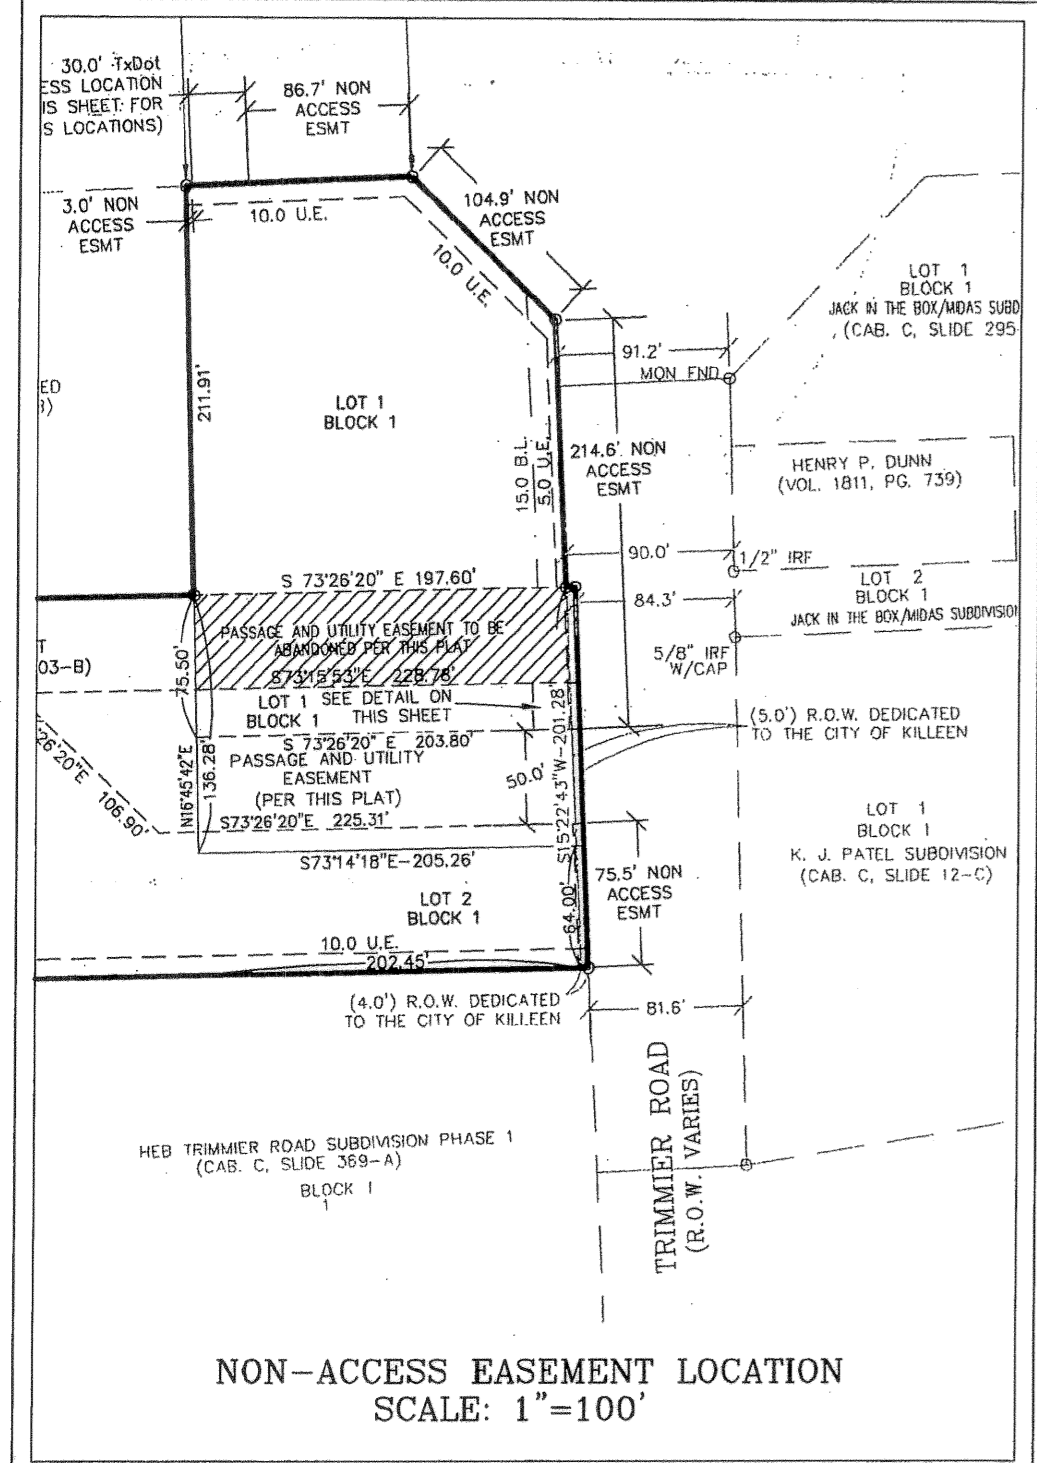 30.0' TxDot
ESS LOCATION
IS SHEET FOR
S LOCATIONS)
86.7' NON
ACCESS
ESMT
3.0' NON
ACCESS
ESMT
10.0 U.E.
104.9' NON
ACCESS
ESMT
10.0 U.E.
LOT 1
BLOCK 1
JACK IN THE BOX/MIDAS SUBD
(CAB. C, SLIDE 295
91.2'
MON FND
211.91'
LOT 1
BLOCK 1
ED
3)
15.0 B.L.
5.0 U.E.
214.6' NON
ACCESS
ESMT
HENRY P. DUNN
(VOL. 1811, PG. 739)
90.0'
1/2" IRF
S 73°26'20" E 197.60'
84.3'
LOT 2
BLOCK 1
JACK IN THE BOX/MIDAS SUBDIVISION
PASSAGE AND UTILITY EASEMENT TO BE
ABANDONED PER THIS PLAT
5/8" IRF
W/CAP
T
03-B)
75.50'
S73°15'53"E 228.78'
LOT 1
BLOCK 1
SEE DETAIL ON
THIS SHEET
(5.0') R.O.W. DEDICATED
TO THE CITY OF KILLEEN
S 73°26'20" E 203.80'
PASSAGE AND UTILITY
EASEMENT
(PER THIS PLAT)
50.0'
S15°22'43"W-201.28'
26'20"E 106.90'
N16°45'42"E
136.28'
S73°26'20"E 225.31'
LOT 1
BLOCK 1
K. J. PATEL SUBDIVISION
(CAB. C, SLIDE 12-C)
S73°14'18"E-205.26'
75.5' NON
ACCESS
ESMT
LOT 2
BLOCK 1
64.00'
10.0 U.E.
202.45'
(4.0') R.O.W. DEDICATED
TO THE CITY OF KILLEEN
81.6'
TRIMMIER ROAD
(R.O.W. VARIES)
HEB TRIMMIER ROAD SUBDIVISION PHASE 1
(CAB. C, SLIDE 369-A)
BLOCK 1
1
NON-ACCESS EASEMENT LOCATION
SCALE: 1"=100'